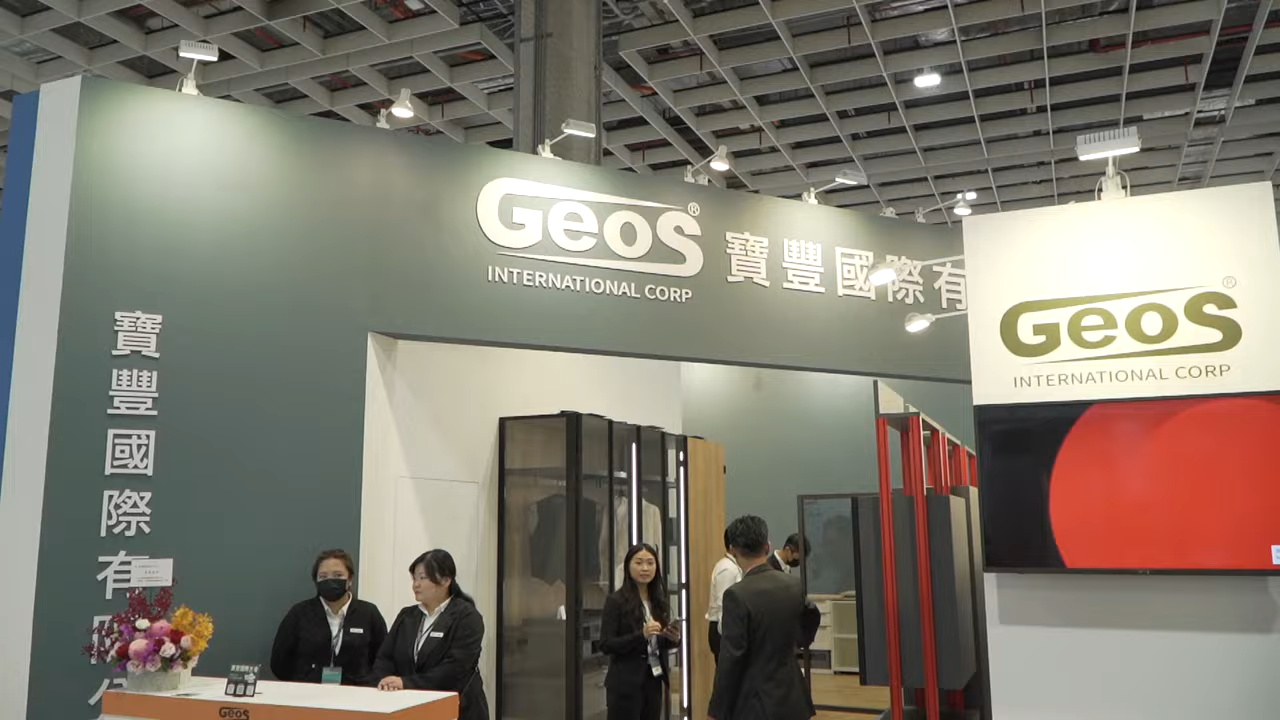 GeoS®
INTERNATIONAL CORP
寶豐國際有
GeoS®
INTERNATIONAL CORP
寶豐國際有
GeoS